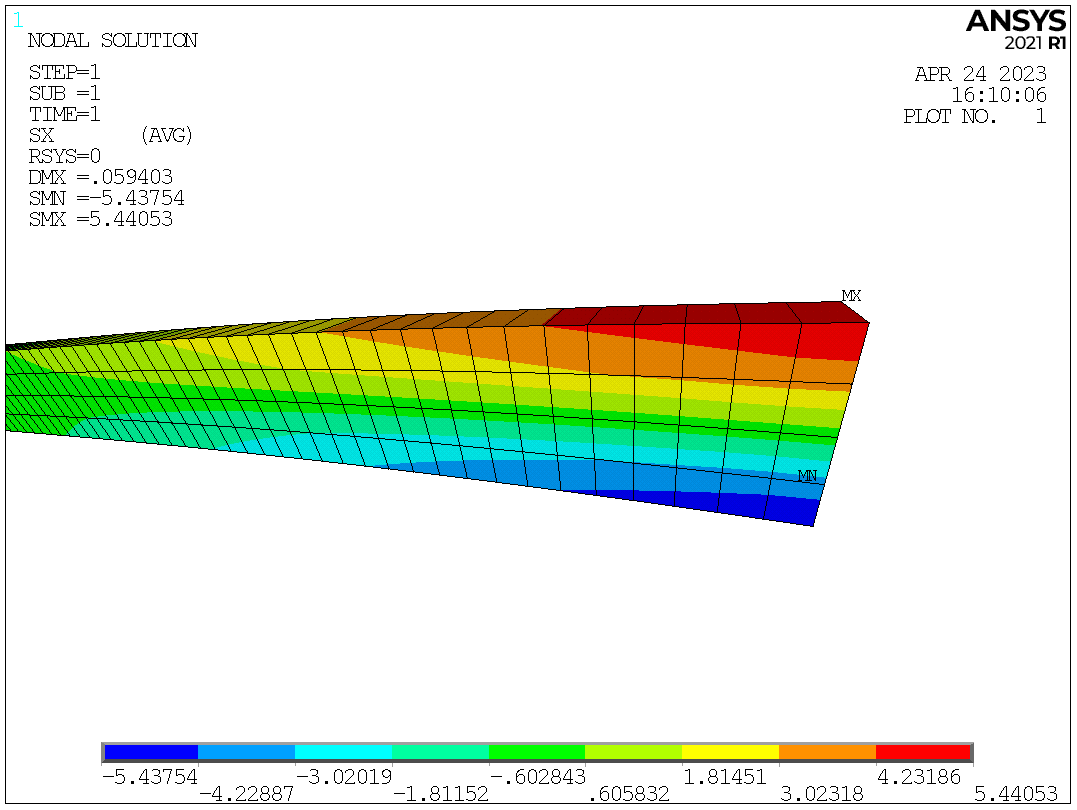 1
NODAL SOLUTION
STEP=1
SUB =1
TIME=1
SX (AVG)
RSYS=0
DMX =.059403
SMN =-5.43754
SMX =5.44053
ANSYS
2021 R1
APR 24 2023
16:10:06
PLOT NO. 1
MX
MN
-5.43754 -3.02019 -.602843 1.81451 4.23186
-4.22887 -1.81152 .605832 3.02318 5.44053